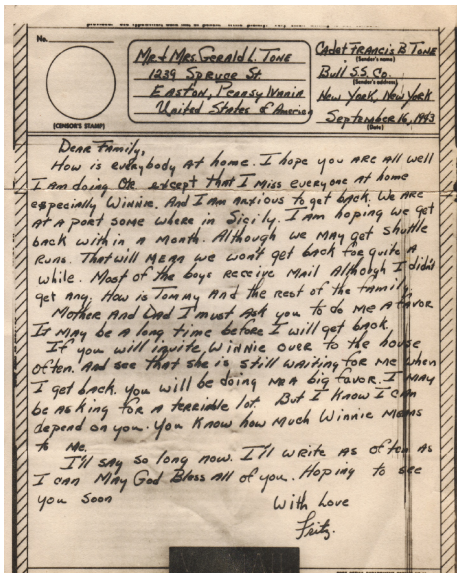 No.
(CENSOR'S STAMP)
Mr & Mrs. Gerald L. Tone
1239 Spruce St.
Easton, Pennsylvania
United States of America
Cadet Francis B Tone
(Sender's name)
Bull S.S. Co.
(Sender's address)
New York, New York
September 16, 1943
(Date)
Dear Family,
How is everybody at home. I hope you are all well
I am doing OK except that I miss everyone at home
especially Winnie. And I am anxious to get back. We are
at a port some where in Sicily. I am hoping we get
back with in a month. Although we may get shuttle
runs. That will mean we won't get back for quite a
while. Most of the boys receive mail although I didn't
get any. How is Tommy and the rest of the family.
Mother and Dad I must ask you to do me a favor
It may be a long time before I will get back.
If you will invite Winnie over to the house
often. And see that she is still waiting for me when
I get back. You will be doing me a big favor. I may
be asking for a terriable lot. But I know I can
depend on you. You know how much Winnie means
to me.
I'll say so long now. I'll write as often as
I can May God Bless all of you. Hoping to see
you soon
With Love
Fritz.